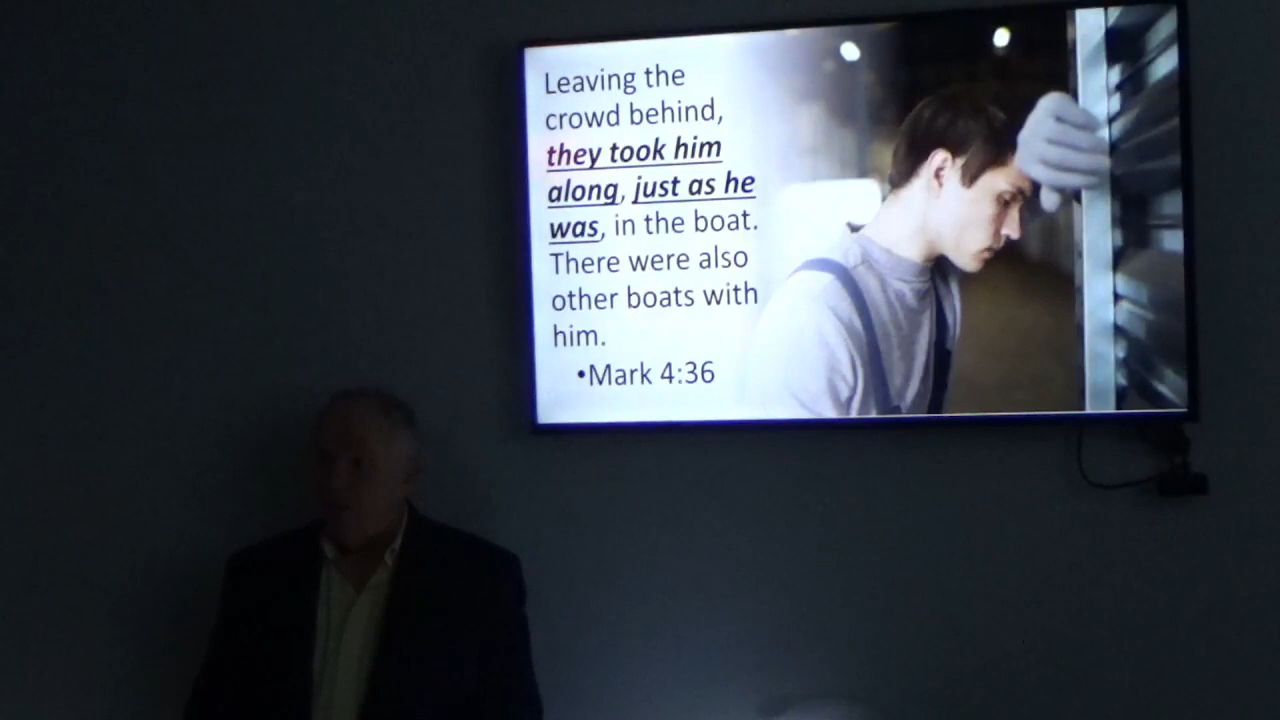 Leaving the
crowd behind,
they took him
along, just as he
was, in the boat.
There were also
other boats with
him.
•Mark 4:36